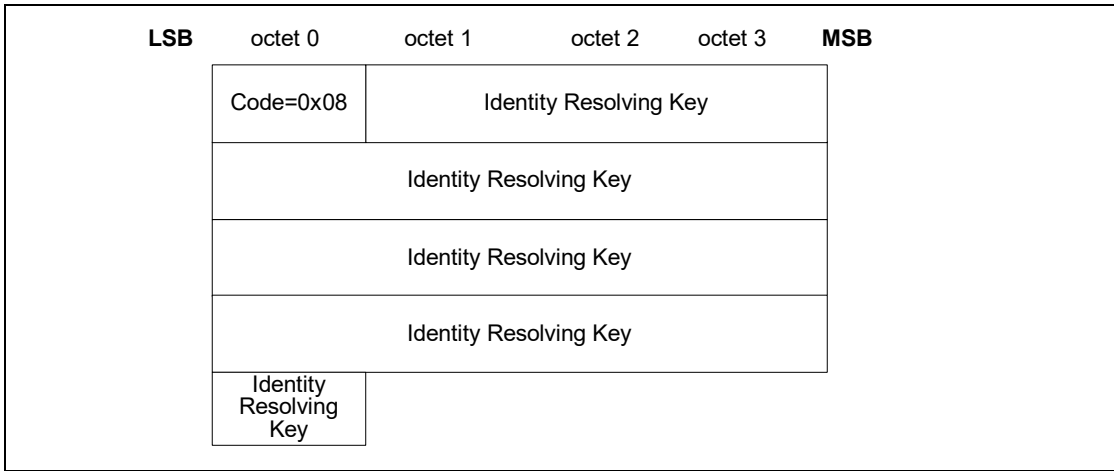 LSB octet 0 octet 1 octet 2 octet 3 MSB
Code=0x08 Identity Resolving Key
Identity Resolving Key
Identity Resolving Key
Identity Resolving Key
Identity
Resolving
Key